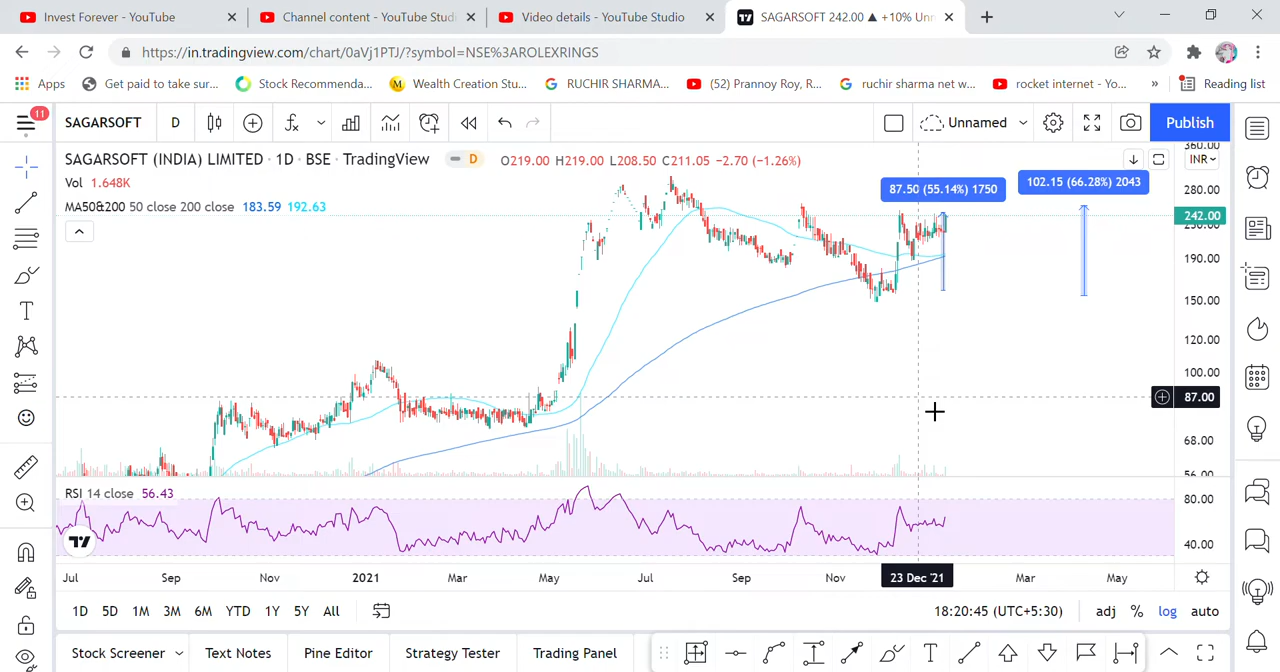 Invest Forever - YouTube
Channel content - YouTube Studi
Video details - YouTube Studio
SAGARSOFT 242.00 ▲ +10% Unn
https://in.tradingview.com/chart/0aVj1PTJ/?symbol=NSE%3AROLEXRINGS
Apps
Get paid to take sur...
Stock Recommenda...
Wealth Creation Stu...
RUCHIR SHARMA...
(52) Prannoy Roy, R...
ruchir sharma net w...
rocket internet - Yo...
»
Reading list
11
SAGARSOFT
D
Unnamed
Publish
SAGARSOFT (INDIA) LIMITED · 1D · BSE · TradingView
D
O219.00 H219.00 L208.50 C211.05 −2.70 (−1.26%)
INR
Vol 1.648K
MA50&200 50 close 200 close 183.59 192.63
87.50 (55.14%) 1750
102.15 (66.28%) 2043
360.00
280.00
242.00
190.00
150.00
120.00
100.00
87.00
68.00
56.00
RSI 14 close 56.43
80.00
40.00
Jul
Sep
Nov
2021
Mar
May
Jul
Sep
Nov
23 Dec '21
Mar
May
1D
5D
1M
3M
6M
YTD
1Y
5Y
All
18:20:45 (UTC+5:30)
adj
%
log
auto
Stock Screener
Text Notes
Pine Editor
Strategy Tester
Trading Panel